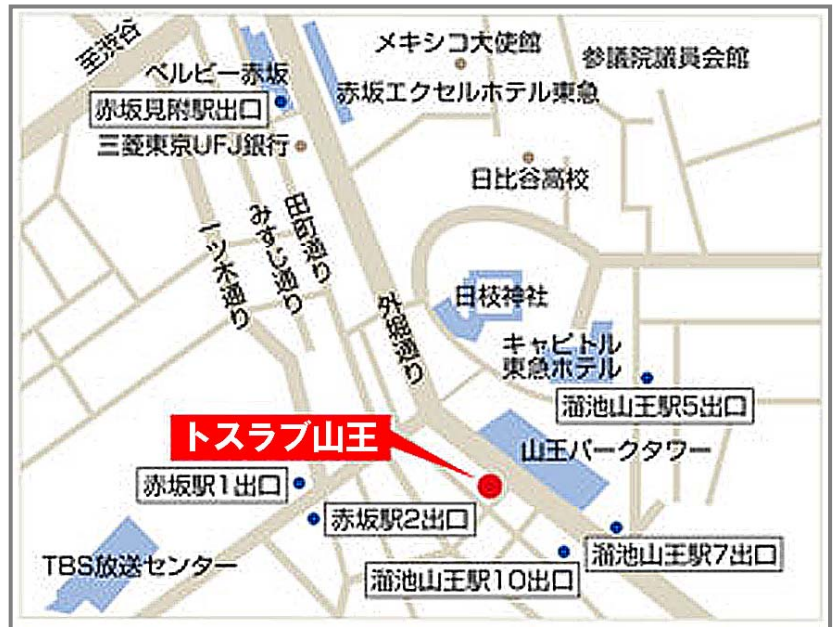 至渋谷
メキシコ大使館
参議院議員会館
ベルビー赤坂
赤坂エクセルホテル東急
赤坂見附駅出口
三菱東京UFJ銀行
日比谷高校
田町通り
みすじ通り
一ツ木通り
外堀通り
日枝神社
キャピトル
東急ホテル
溜池山王駅5出口
トスラブ山王
山王パークタワー
赤坂駅1出口
赤坂駅2出口
溜池山王駅7出口
TBS放送センター
溜池山王駅10出口